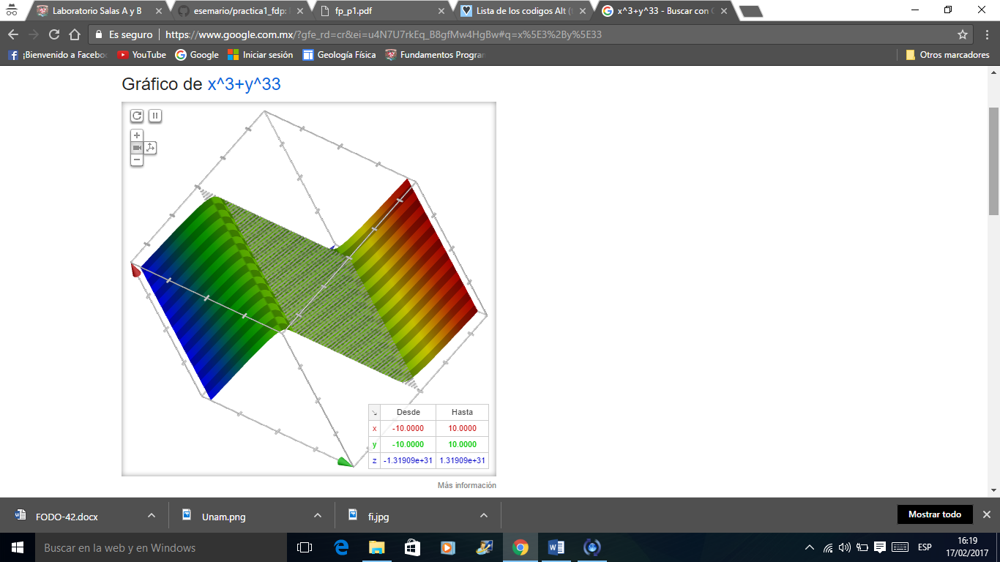 Laboratorio Salas A y B
esemario/practica1_fdp:
fp_p1.pdf
Lista de los codigos Alt (
x^3+y^33 - Buscar con
Es seguro
https://www.google.com.mx/?gfe_rd=cr&ei=u4N7U7rkEq_B8gfMw4HgBw#q=x%5E3%2By%5E33
¡Bienvenido a Facebo
YouTube
Google
Iniciar sesión
Geología Física
Fundamentos Progra
Otros marcadores
Gráfico de x^3+y^33
Desde Hasta
x -10.0000 10.0000
y -10.0000 10.0000
z -1.31909e+31 1.31909e+31
Más información
FODO-42.docx
Unam.png
fi.jpg
Mostrar todo
Buscar en la web y en Windows
ESP
16:19
17/02/2017